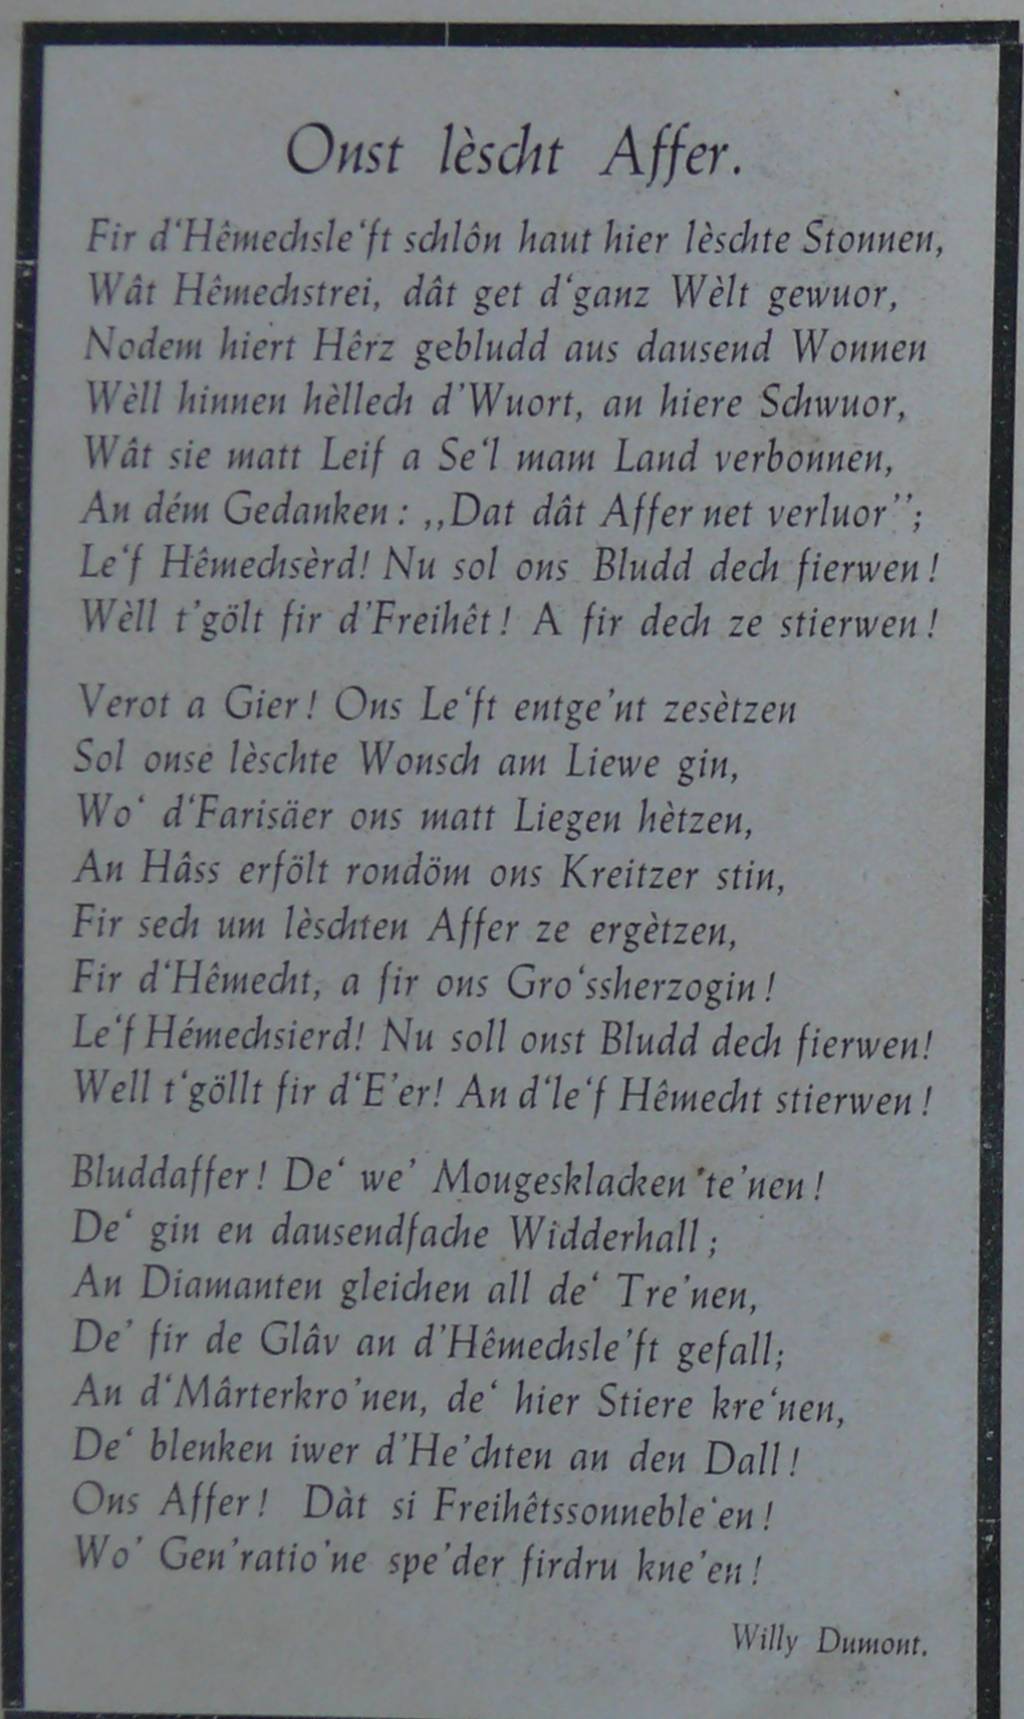 Onst lèscht Affer.
Fir d‘Hêmechsle‘ft schlôn haut hier lèschte Stonnen,
Wât Hêmechstrei, dât get d‘ganz Wèlt gewuor,
Nodem hiert Hêrz gebludd aus dausend Wonnen
Wèll hinnen hèllech d’Wuort, an hiere Schwuor,
Wât sie matt Leif a Se‘l mam Land verbonnen,
An dém Gedanken: „Dat dât Affer net verluor’’;
Le‘f Hêmechsèrd! Nu sol ons Bludd dech fierwen!
Wèll t’gölt fir d’Freihêt! A fir dech ze stierwen!
Verot a Gier! Ons Le‘ft entge’nt zesètzen
Sol onse lèschte Wonsch am Liewe gin,
Wo‘ d‘Farisäer ons matt Liegen hètzen,
An Hâss erfölt rondöm ons Kreitzer stin,
Fir sech um lèschten Affer ze ergètzen,
Fir d‘Hêmecht, a fir ons Gro‘ssherzogin!
Le‘f Hémechsierd! Nu soll onst Bludd dech fierwen!
Well t‘göllt fir d‘E’er! An d‘le‘f Hêmecht stierwen!
Bluddaffer! De‘ we’ Mougesklacken te’nen!
De‘ gin en dausendfache Widderhall;
An Diamanten gleichen all de‘ Tre’nen,
De’ fir de Glâv an d’Hêmechsle’ft gefall;
An d‘Mârterkro’nen, de‘ hier Stiere kre‘nen,
De‘ blenken iwer d’He’chten an den Dall!
Ons Affer! Dàt si Freihêtssonneble‘en!
Wo’ Gen’ratio’ne spe’der firdru kne’en!
Willy Dumont.